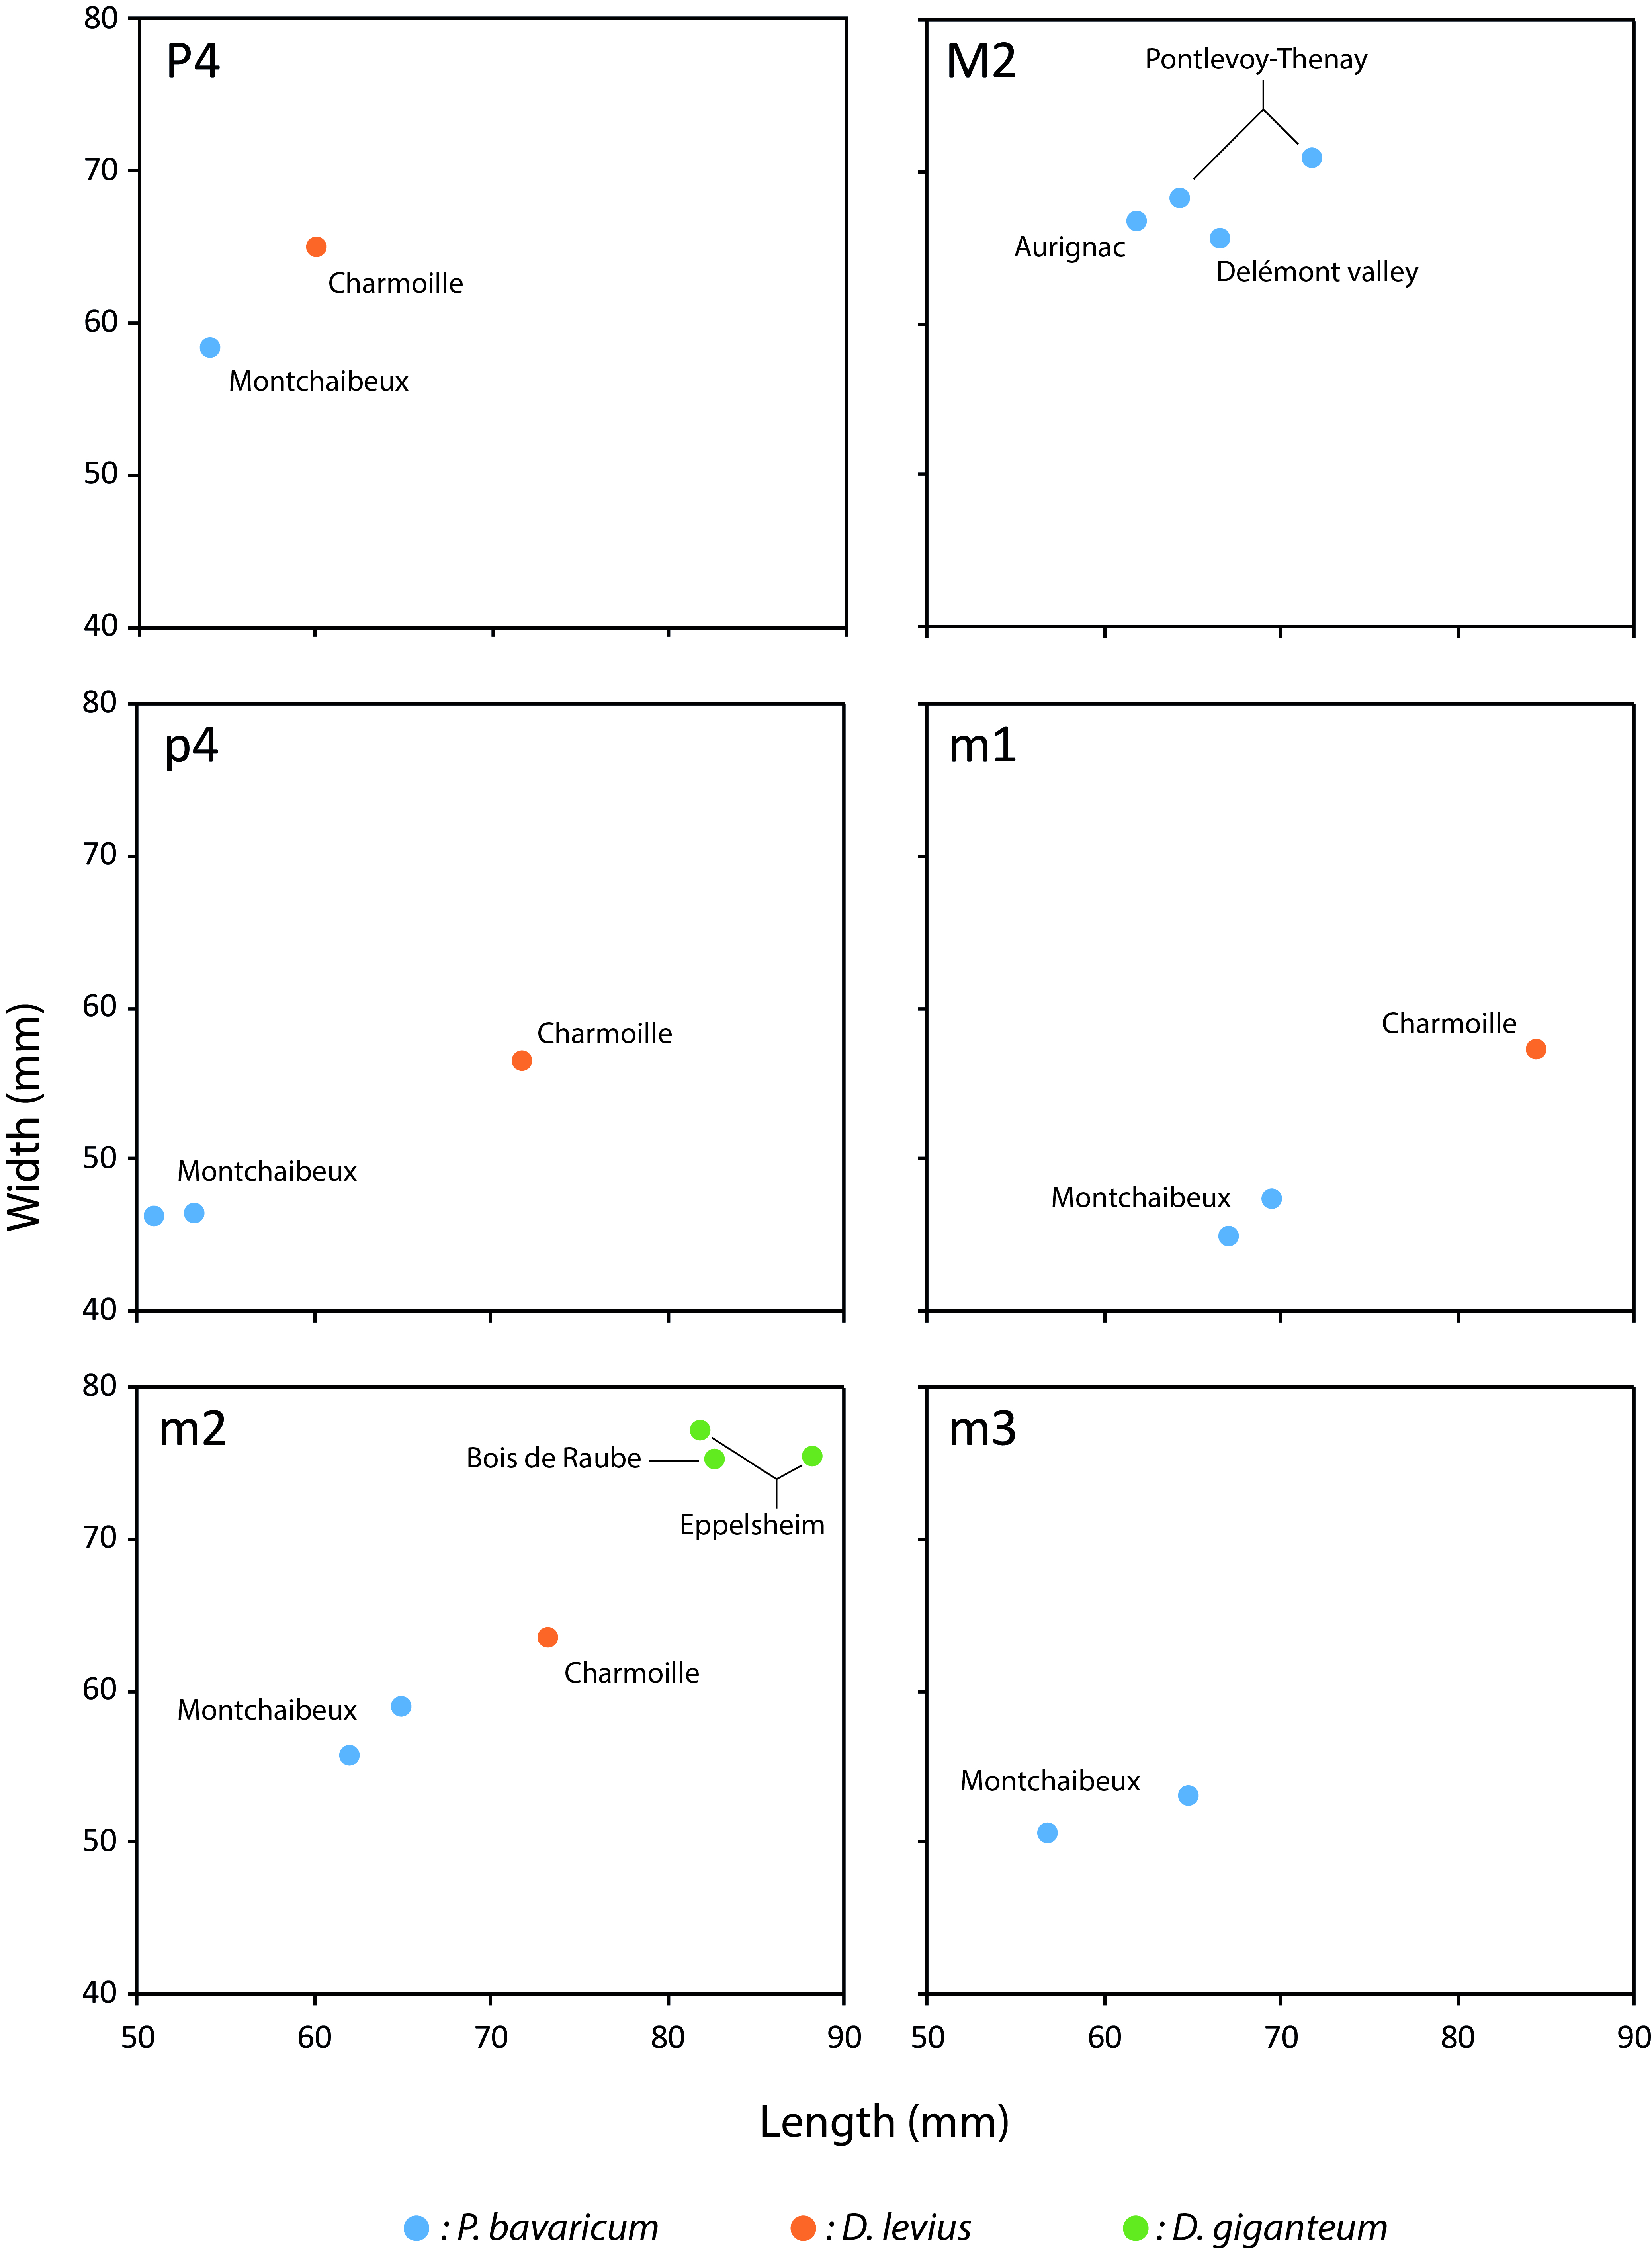 80
P4
70
Charmoille
60
Montchaibeux
50
40
M2
Pontlevoy-Thenay
Aurignac
Delémont valley
80
p4
70
60
Charmoille
50
Montchaibeux
40
m1
Charmoille
Montchaibeux
Width (mm)
80
m2
Bois de Raube
Eppelsheim
70
Charmoille
60
Montchaibeux
50
40
50 60 70 80 90
m3
Montchaibeux
50 60 70 80 90
Length (mm)
: P. bavaricum : D. levius : D. giganteum